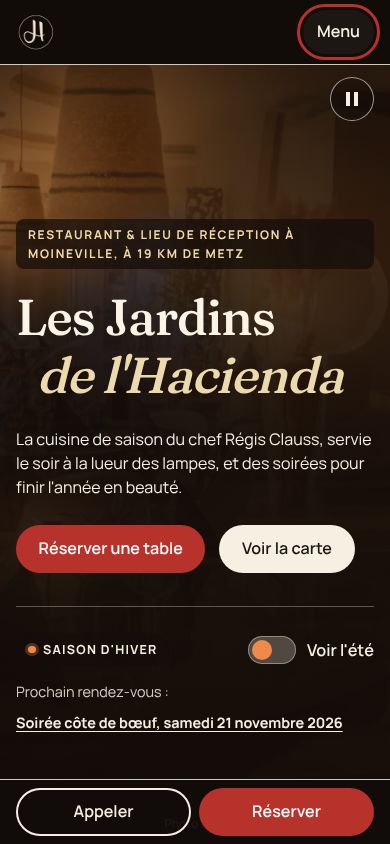 Menu
RESTAURANT & LIEU DE RÉCEPTION À
MOINEVILLE, À 19 KM DE METZ
Les Jardins
de l'Hacienda
La cuisine de saison du chef Régis Clauss, servie
le soir à la lueur des lampes, et des soirées pour
finir l'année en beauté.
Réserver une table
Voir la carte
SAISON D'HIVER
Voir l'été
Prochain rendez-vous :
Soirée côte de bœuf, samedi 21 novembre 2026
Appeler
Réserver